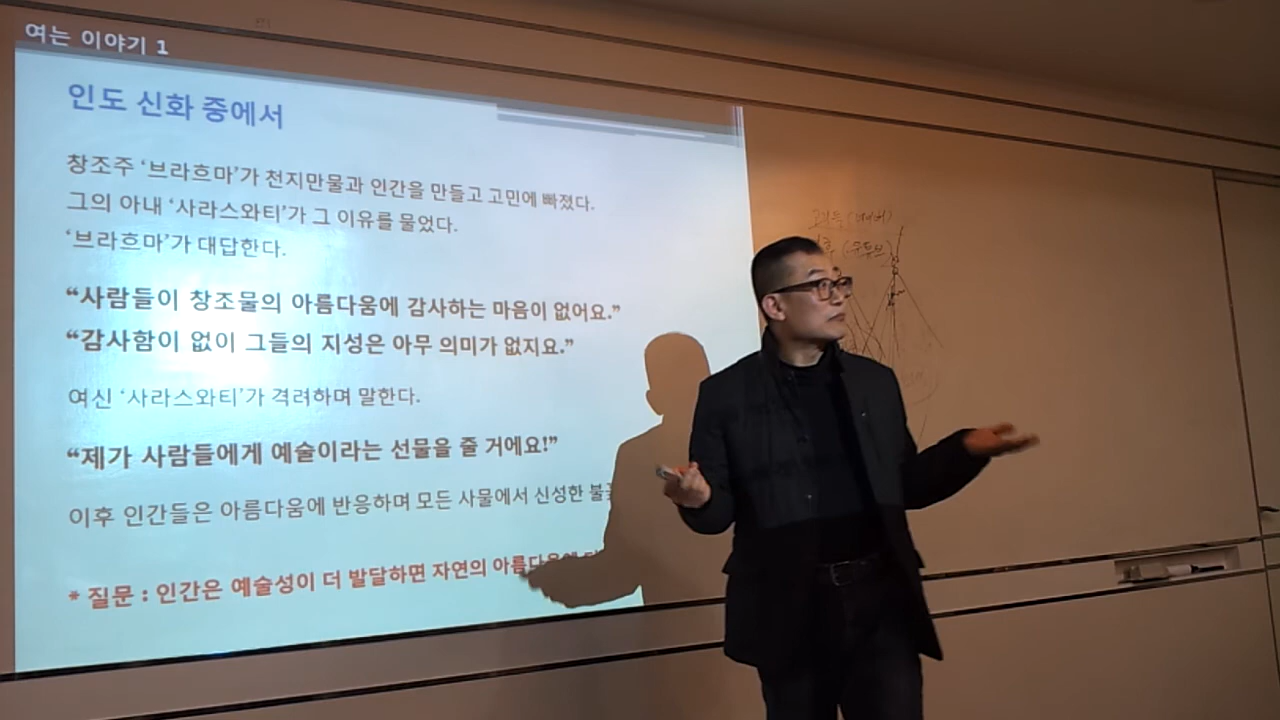 여는 이야기 1
인도 신화 중에서
창조주 ‘브라흐마’가 천지만물과 인간을 만들고 고민에 빠졌다.
그의 아내 ‘사라스와티’가 그 이유를 물었다.
‘브라흐마’가 대답한다.
“사람들이 창조물의 아름다움에 감사하는 마음이 없어요.”
“감사함이 없이 그들의 지성은 아무 의미가 없지요.”
여신 ‘사라스와티’가 격려하며 말한다.
“제가 사람들에게 예술이라는 선물을 줄 거에요!”
이후 인간들은 아름다움에 반응하며 모든 사물에서 신성한
* 질문 : 인간은 예술성이 더 발달하면 자연의